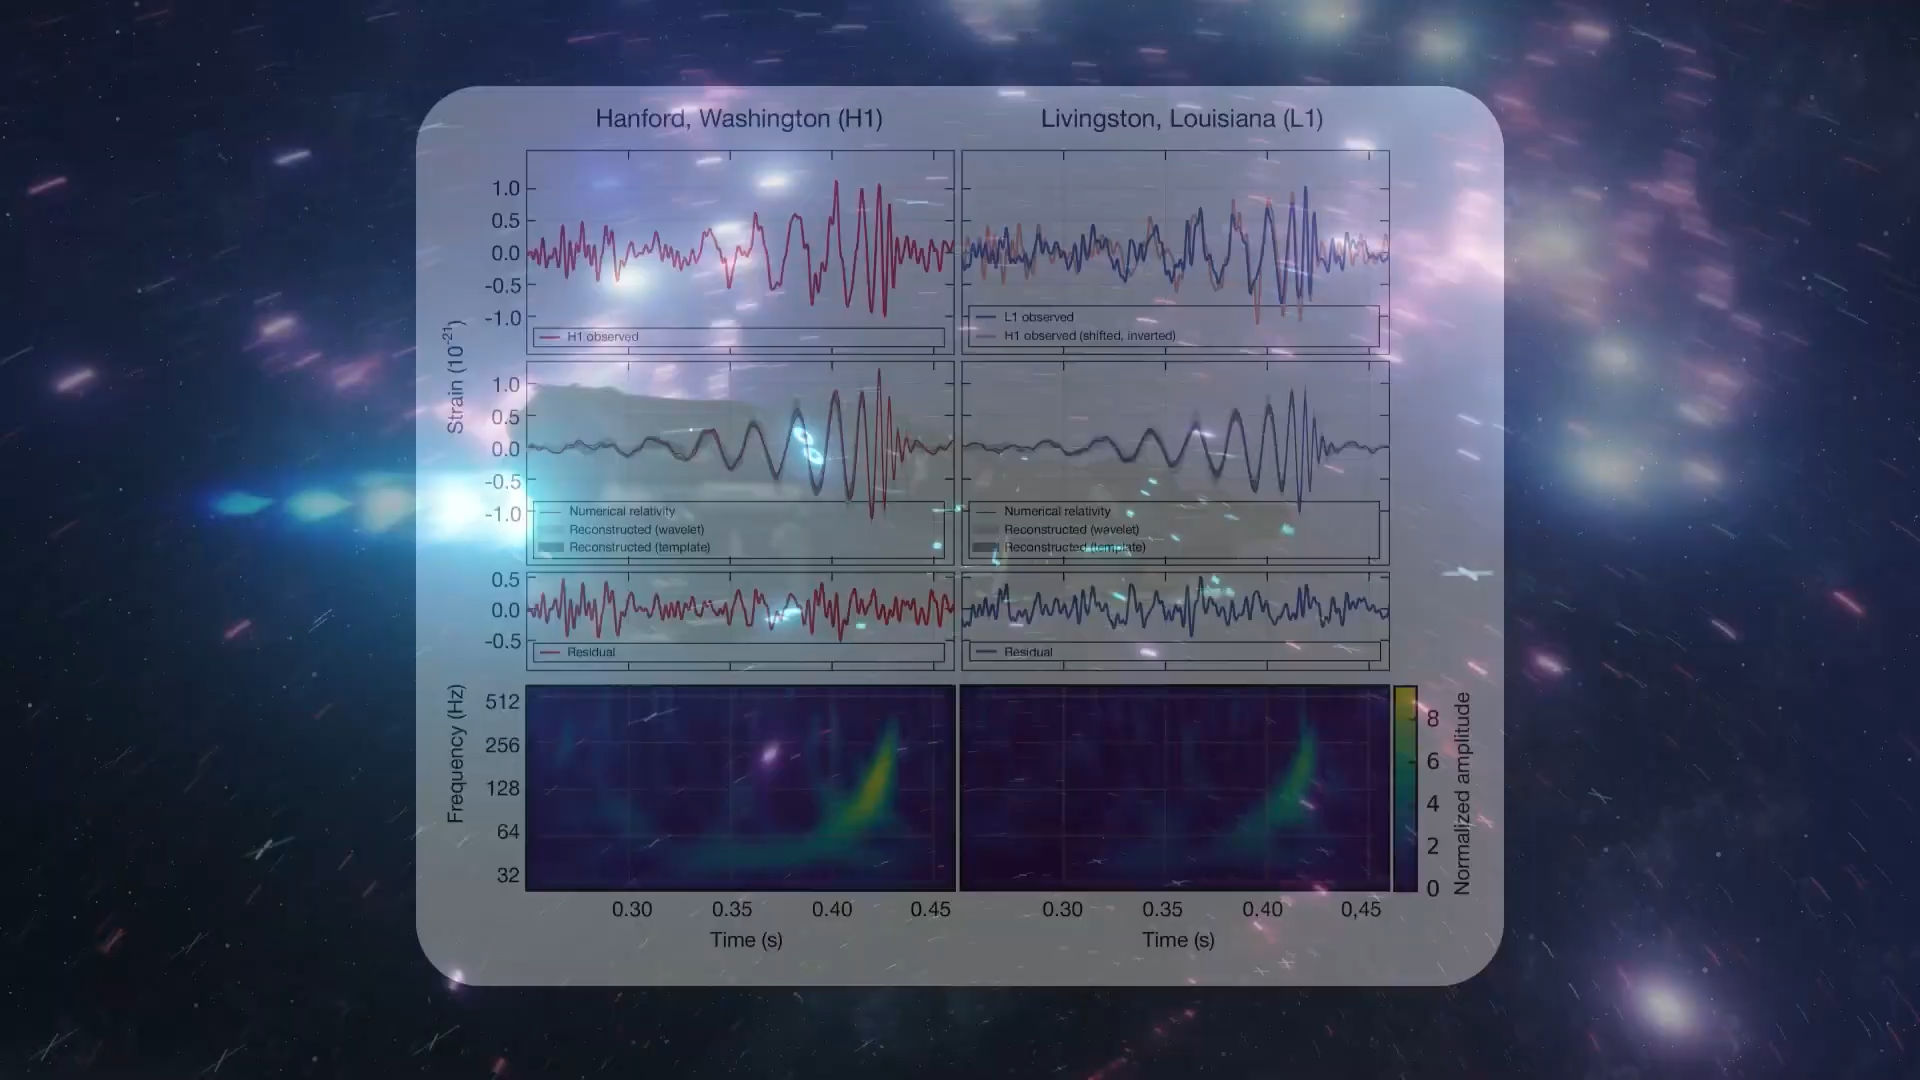 Hanford, Washington (H1)
Livingston, Louisiana (L1)
Strain (10-21)
1.0
0.5
0.0
-0.5
-1.0
H1 observed
L1 observed
H1 observed (shifted, inverted)
1.0
0.5
0.0
-0.5
-1.0
Numerical relativity
Reconstructed (wavelet)
Reconstructed (template)
Numerical relativity
Reconstructed (wavelet)
Reconstructed (template)
0.5
0.0
-0.5
Residual
Residual
Frequency (Hz)
512
256
128
64
32
8
6
4
2
0
Normalized amplitude
0.30 0.35 0.40 0.45
0.30 0.35 0.40 0,45
Time (s)
Time (s)